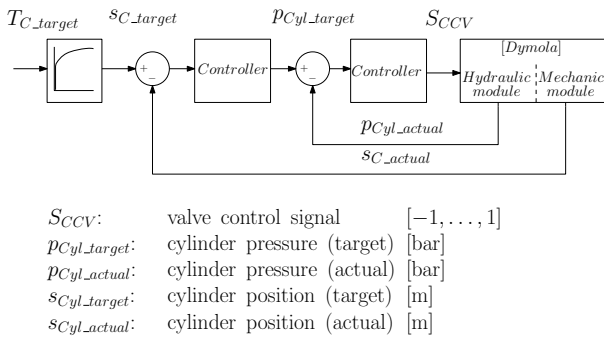 T_C_target
s_C_target
p_Cyl_target
S_CCV
+
−
Controller
+
−
Controller
[Dymola]
Hydraulic module
Mechanic module
p_Cyl_actual
s_C_actual
S_CCV: valve control signal [−1, . . . , 1]
p_Cyl_target: cylinder pressure (target) [bar]
p_Cyl_actual: cylinder pressure (actual) [bar]
s_Cyl_target: cylinder position (target) [m]
s_Cyl_actual: cylinder position (actual) [m]